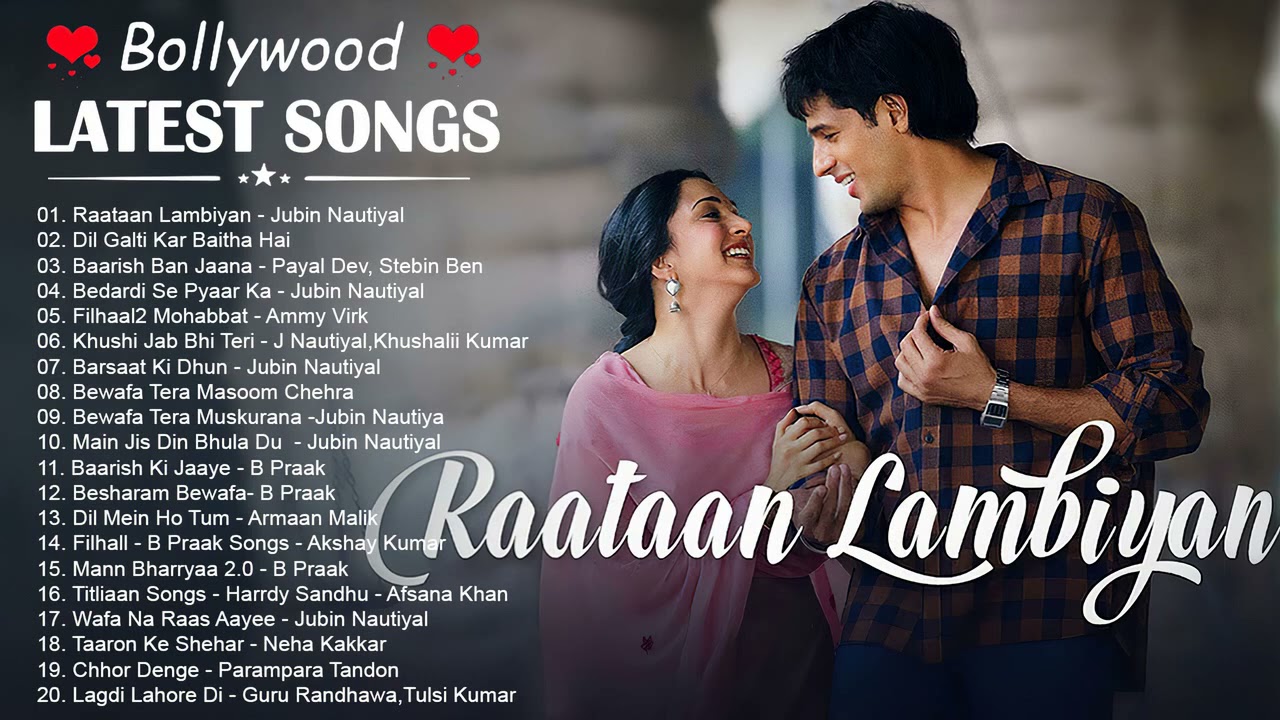 Bollywood
LATEST SONGS
01. Raataan Lambiyan - Jubin Nautiyal
02. Dil Galti Kar Baitha Hai
03. Baarish Ban Jaana - Payal Dev, Stebin Ben
04. Bedardi Se Pyaar Ka - Jubin Nautiyal
05. Filhaal2 Mohabbat - Ammy Virk
06. Khushi Jab Bhi Teri - J Nautiyal,Khushalii Kumar
07. Barsaat Ki Dhun - Jubin Nautiyal
08. Bewafa Tera Masoom Chehra
09. Bewafa Tera Muskurana -Jubin Nautiya
10. Main Jis Din Bhula Du  - Jubin Nautiyal
11. Baarish Ki Jaaye - B Praak
12. Besharam Bewafa- B Praak
13. Dil Mein Ho Tum - Armaan Malik
14. Filhall - B Praak Songs - Akshay Kumar
15. Mann Bharryaa 2.0 - B Praak
16. Titliaan Songs - Harrdy Sandhu - Afsana Khan
17. Wafa Na Raas Aayee - Jubin Nautiyal
18. Taaron Ke Shehar - Neha Kakkar
19. Chhor Denge - Parampara Tandon
20. Lagdi Lahore Di - Guru Randhawa,Tulsi Kumar
Raataan Lambiyan